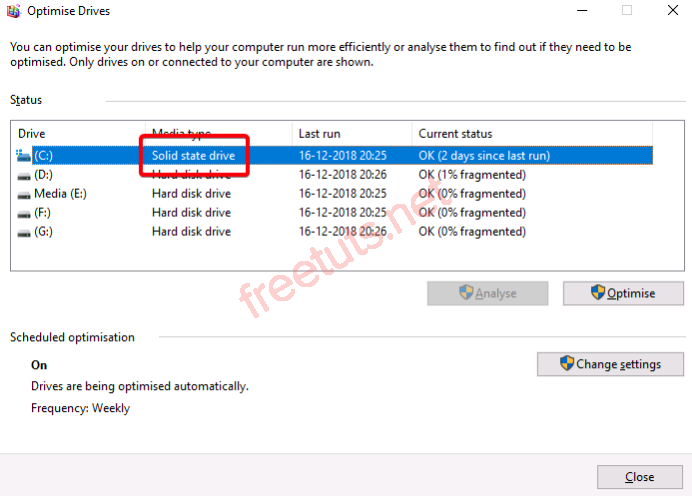 Optimise Drives
You can optimise your drives to help your computer run more efficiently or analyse them to find out if they need to be
optimised. Only drives on or connected to your computer are shown.
Status
Drive Media type Last run Current status
(C:) Solid state drive 16-12-2018 20:25 OK (2 days since last run)
(D:) Hard disk drive 16-12-2018 20:26 OK (1% fragmented)
Media (E:) Hard disk drive 16-12-2018 20:25 OK (0% fragmented)
(F:) Hard disk drive 16-12-2018 20:25 OK (0% fragmented)
(G:) Hard disk drive 16-12-2018 20:26 OK (0% fragmented)
freetuts.net
Analyse Optimise
Scheduled optimisation
On Change settings
Drives are being optimised automatically.
Frequency: Weekly
Close